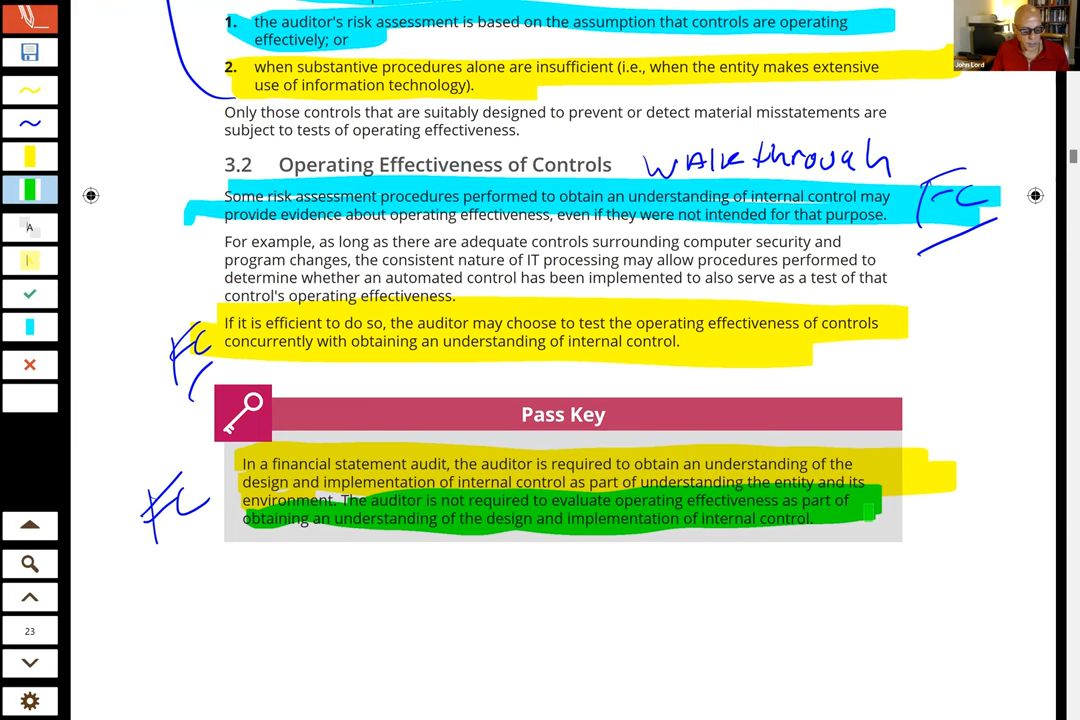 1. the auditor's risk assessment is based on the assumption that controls are operating
effectively; or
John Lord
2. when substantive procedures alone are insufficient (i.e., when the entity makes extensive
use of information technology).
Only those controls that are suitably designed to prevent or detect material misstatements are
subject to tests of operating effectiveness.
3.2 Operating Effectiveness of Controls
Walkthrough
Some risk assessment procedures performed to obtain an understanding of internal control may
provide evidence about operating effectiveness, even if they were not intended for that purpose.
FC
For example, as long as there are adequate controls surrounding computer security and
program changes, the consistent nature of IT processing may allow procedures performed to
determine whether an automated control has been implemented to also serve as a test of that
control's operating effectiveness.
If it is efficient to do so, the auditor may choose to test the operating effectiveness of controls
concurrently with obtaining an understanding of internal control.
FC
Pass Key
In a financial statement audit, the auditor is required to obtain an understanding of the
design and implementation of internal control as part of understanding the entity and its
environment. The auditor is not required to evaluate operating effectiveness as part of
obtaining an understanding of the design and implementation of internal control.
FC
A
23